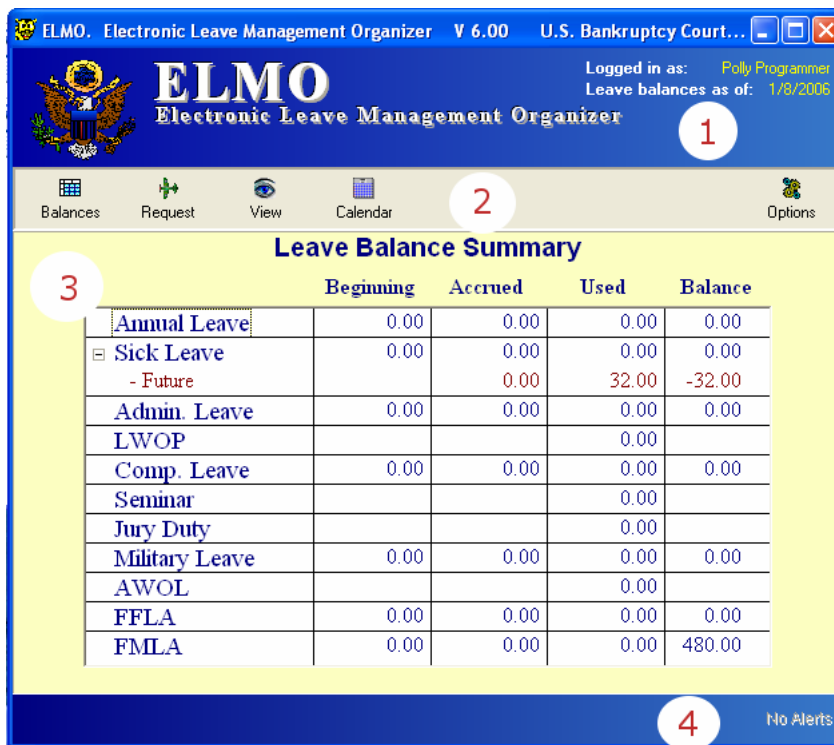 ELMO. Electronic Leave Management Organizer V 6.00 U.S. Bankruptcy Court...
ELMO
Electronic Leave Management Organizer
Logged in as: Polly Programmer
Leave balances as of: 1/8/2006
1
Balances Request View Calendar 2 Options
Leave Balance Summary
3
Beginning Accrued Used Balance
Annual Leave 0.00 0.00 0.00 0.00
Sick Leave 0.00 0.00 0.00 0.00
- Future 0.00 32.00 -32.00
Admin. Leave 0.00 0.00 0.00 0.00
LWOP 0.00
Comp. Leave 0.00 0.00 0.00 0.00
Seminar 0.00
Jury Duty 0.00
Military Leave 0.00 0.00 0.00 0.00
AWOL 0.00
FFLA 0.00 0.00 0.00 0.00
FMLA 0.00 0.00 0.00 480.00
4 No Alerts